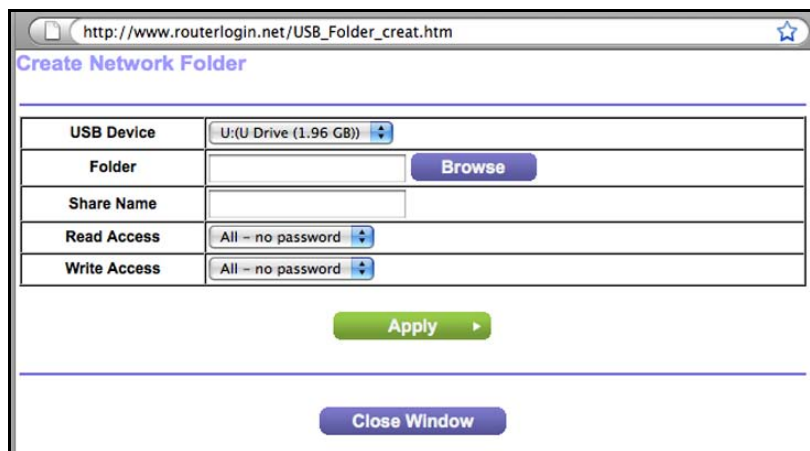 http://www.routerlogin.net/USB_Folder_creat.htm
Create Network Folder
USB Device U:(U Drive (1.96 GB))
Folder Browse
Share Name
Read Access All – no password
Write Access All – no password
Apply
Close Window